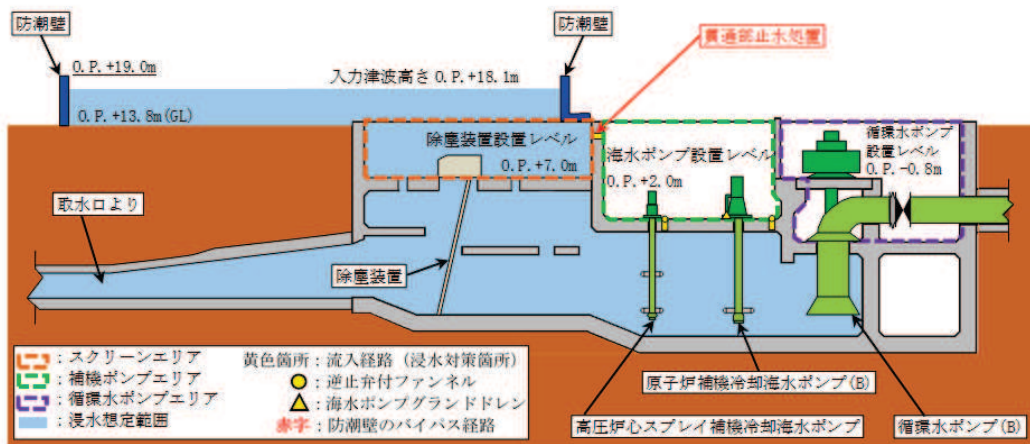 防潮壁
防潮壁
貫通部止水処置
O.P.+19.0m
入力津波高さO.P.+18.1m
O.P.+13.8m(GL)
除塵装置設置レベル
O.P.+7.0m
海水ポンプ設置レベル
O.P.+2.0m
循環水ポンプ
設置レベル
O.P.-0.8m
取水口より
除塵装置
:スクリーンエリア
:補機ポンプエリア
:循環水ポンプエリア
:浸水想定範囲
黄色箇所:流入経路(浸水対策箇所)
:逆止弁付ファンネル
:海水ポンプグランドドレン
赤字:防潮壁のバイパス経路
原子炉補機冷却海水ポンプ(B)
高圧炉心スプレイ補機冷却海水ポンプ
循環水ポンプ(B)